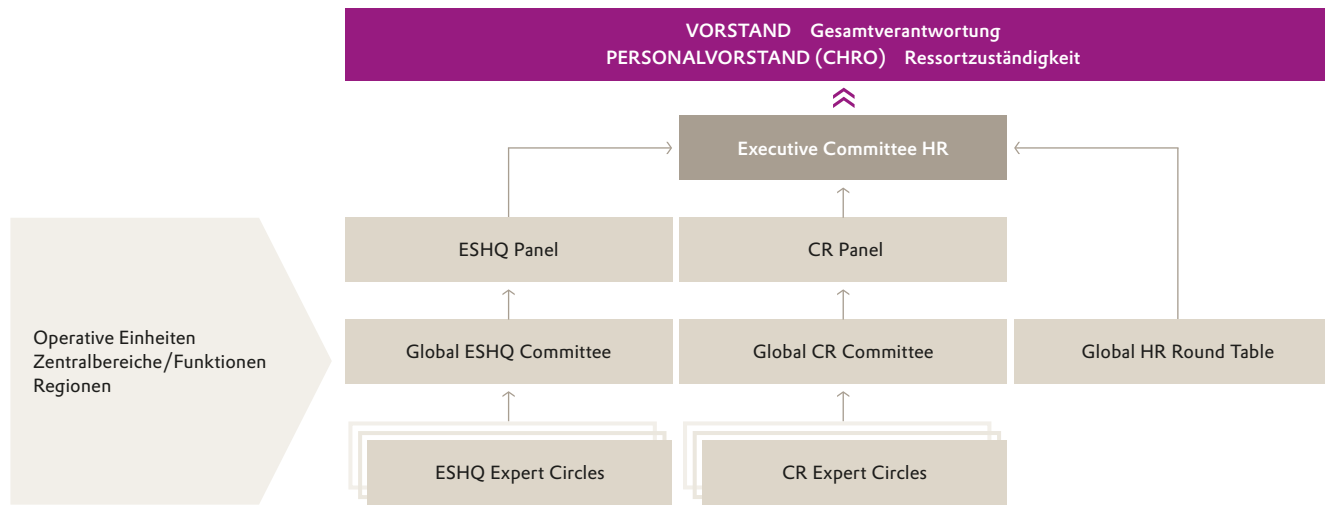 VORSTAND Gesamtverantwortung
PERSONALVORSTAND (CHRO) Ressortzuständigkeit
Executive Committee HR
ESHQ Panel
CR Panel
Operative Einheiten
Zentralbereiche/Funktionen
Regionen
Global ESHQ Committee
Global CR Committee
Global HR Round Table
ESHQ Expert Circles
CR Expert Circles